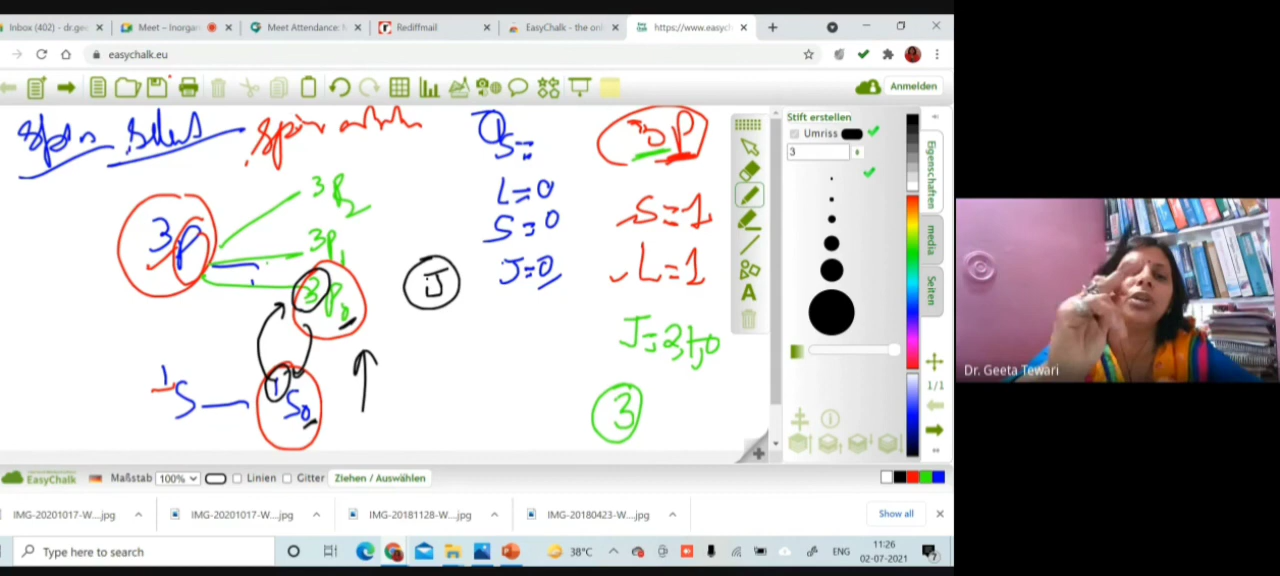 Inbox (402) - dr.gee
Meet – Inorgan
Meet Attendance: M
Rediffmail
EasyChalk - the onl
https://www.easych
easychalk.eu
Anmelden
spin
spin
S=
3P
Stift erstellen
Umriss
3
L=0
S=0
J=0
S=1
L=1
J=2,1,0
3
3P
3P2
3P1
3P0
J
1S
1S0
Eigenschaften
media
Seiten
1/1
Dr. Geeta Tewari
EasyChalk
Maßstab
100%
Linien
Gitter
Ziehen / Auswählen
IMG-20201017-W....jpg
IMG-20201017-W....jpg
IMG-20181128-W....jpg
IMG-20180423-W....jpg
Show all
Type here to search
38°C
ENG
11:26
02-07-2021